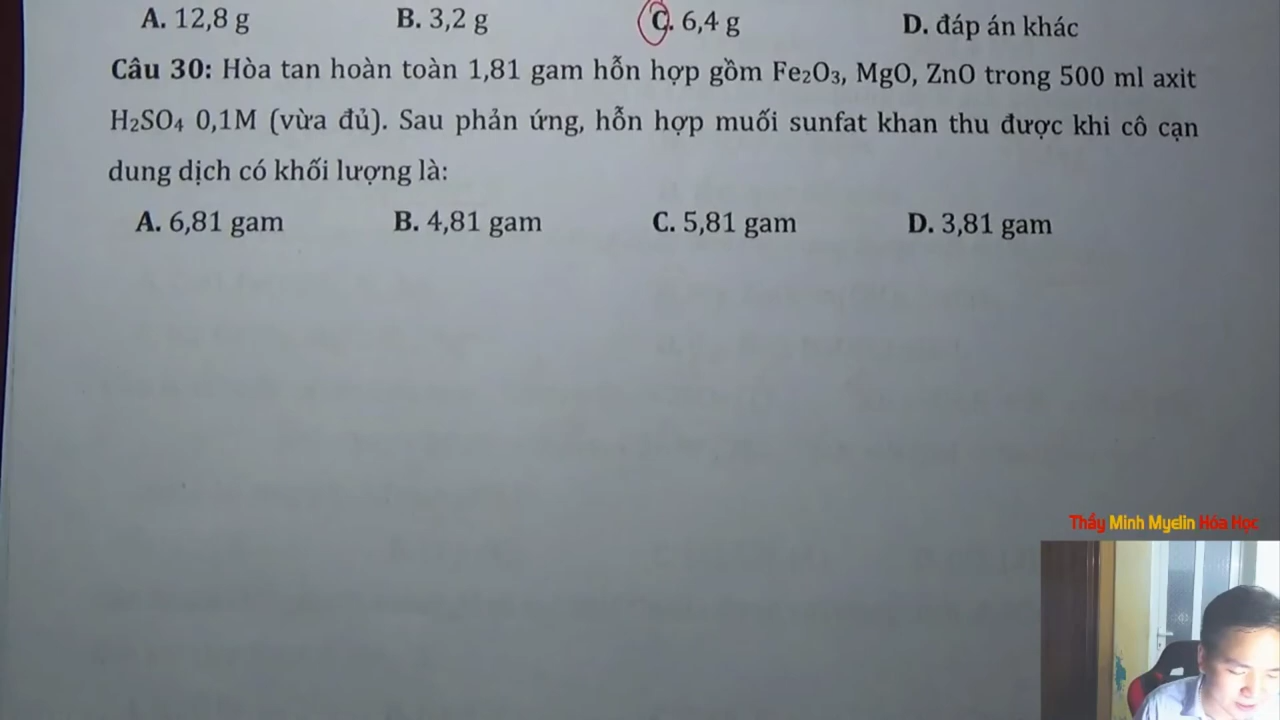 A. 12,8 g B. 3,2 g C. 6,4 g D. đáp án khác
Câu 30: Hòa tan hoàn toàn 1,81 gam hỗn hợp gồm Fe₂O₃, MgO, ZnO trong 500 ml axit
H₂SO₄ 0,1M (vừa đủ). Sau phản ứng, hỗn hợp muối sunfat khan thu được khi cô cạn
dung dịch có khối lượng là:
A. 6,81 gam B. 4,81 gam C. 5,81 gam D. 3,81 gam
Thầy Minh Myelin Hóa Học